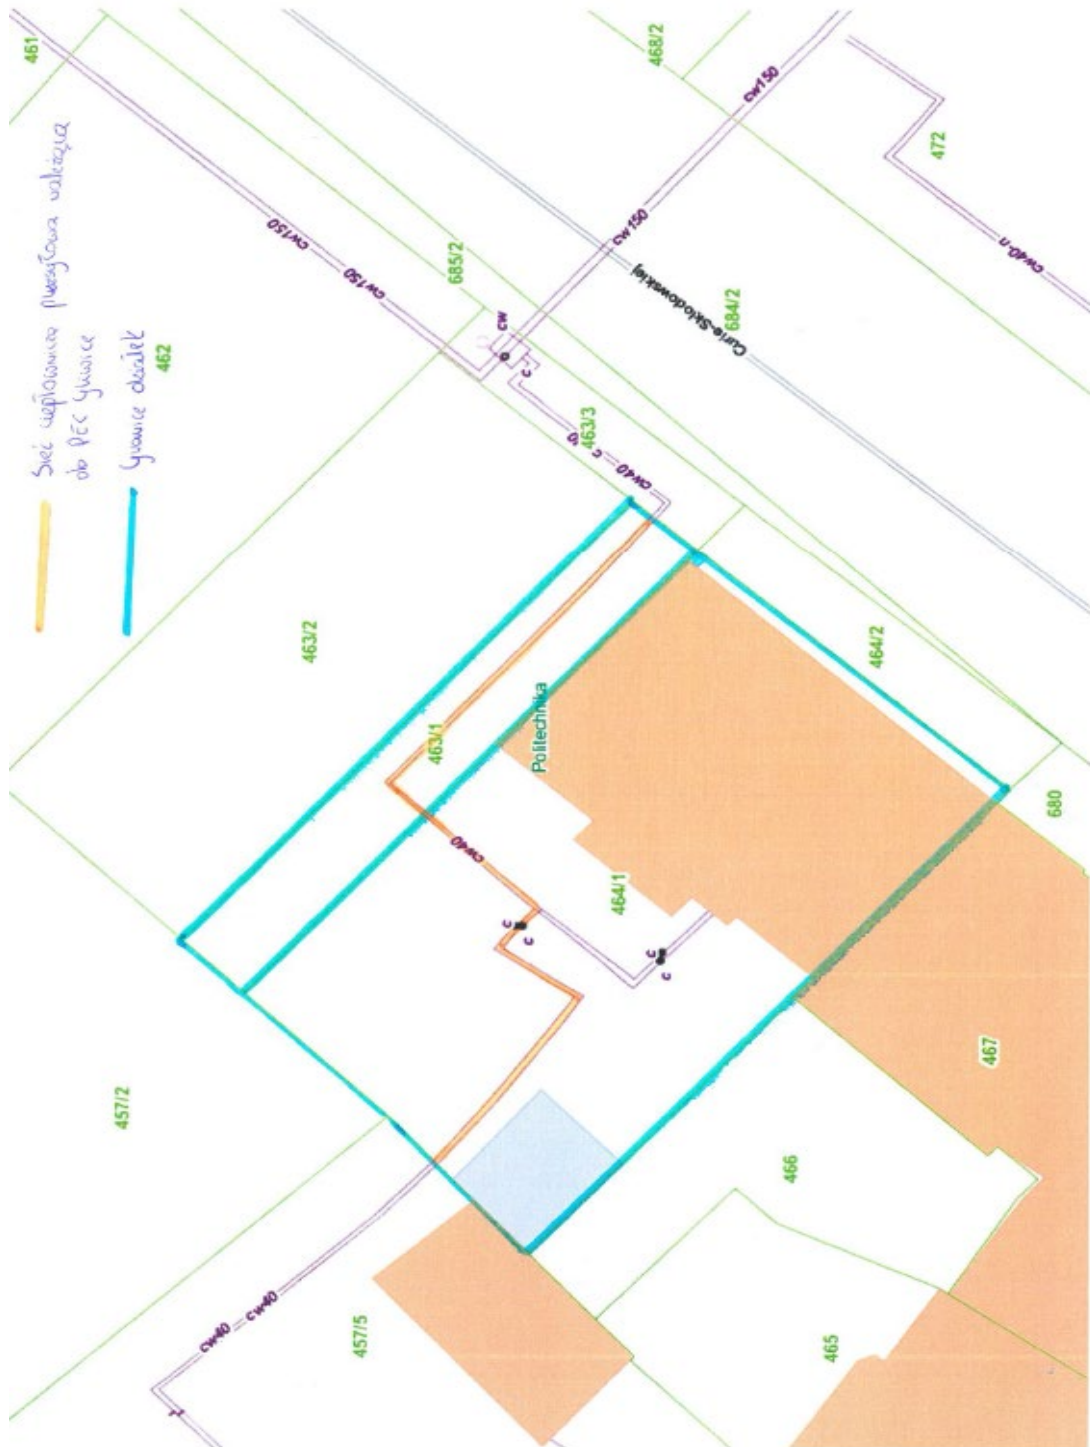 Sieć ciepłownicza przesyłowa należąca
do PEC Gliwice
Granice działek
461
468/2
cw150
472
cw150
cw150
685/2
cw150
cw40-n
cw
684/2
Curie-Skłodowskiej
462
c
463/3
c
cw40
463/2
464/2
463/1
Politechnika
680
cw40
464/1
c
c
c
c
457/2
467
466
cw40
cw40
457/5
465